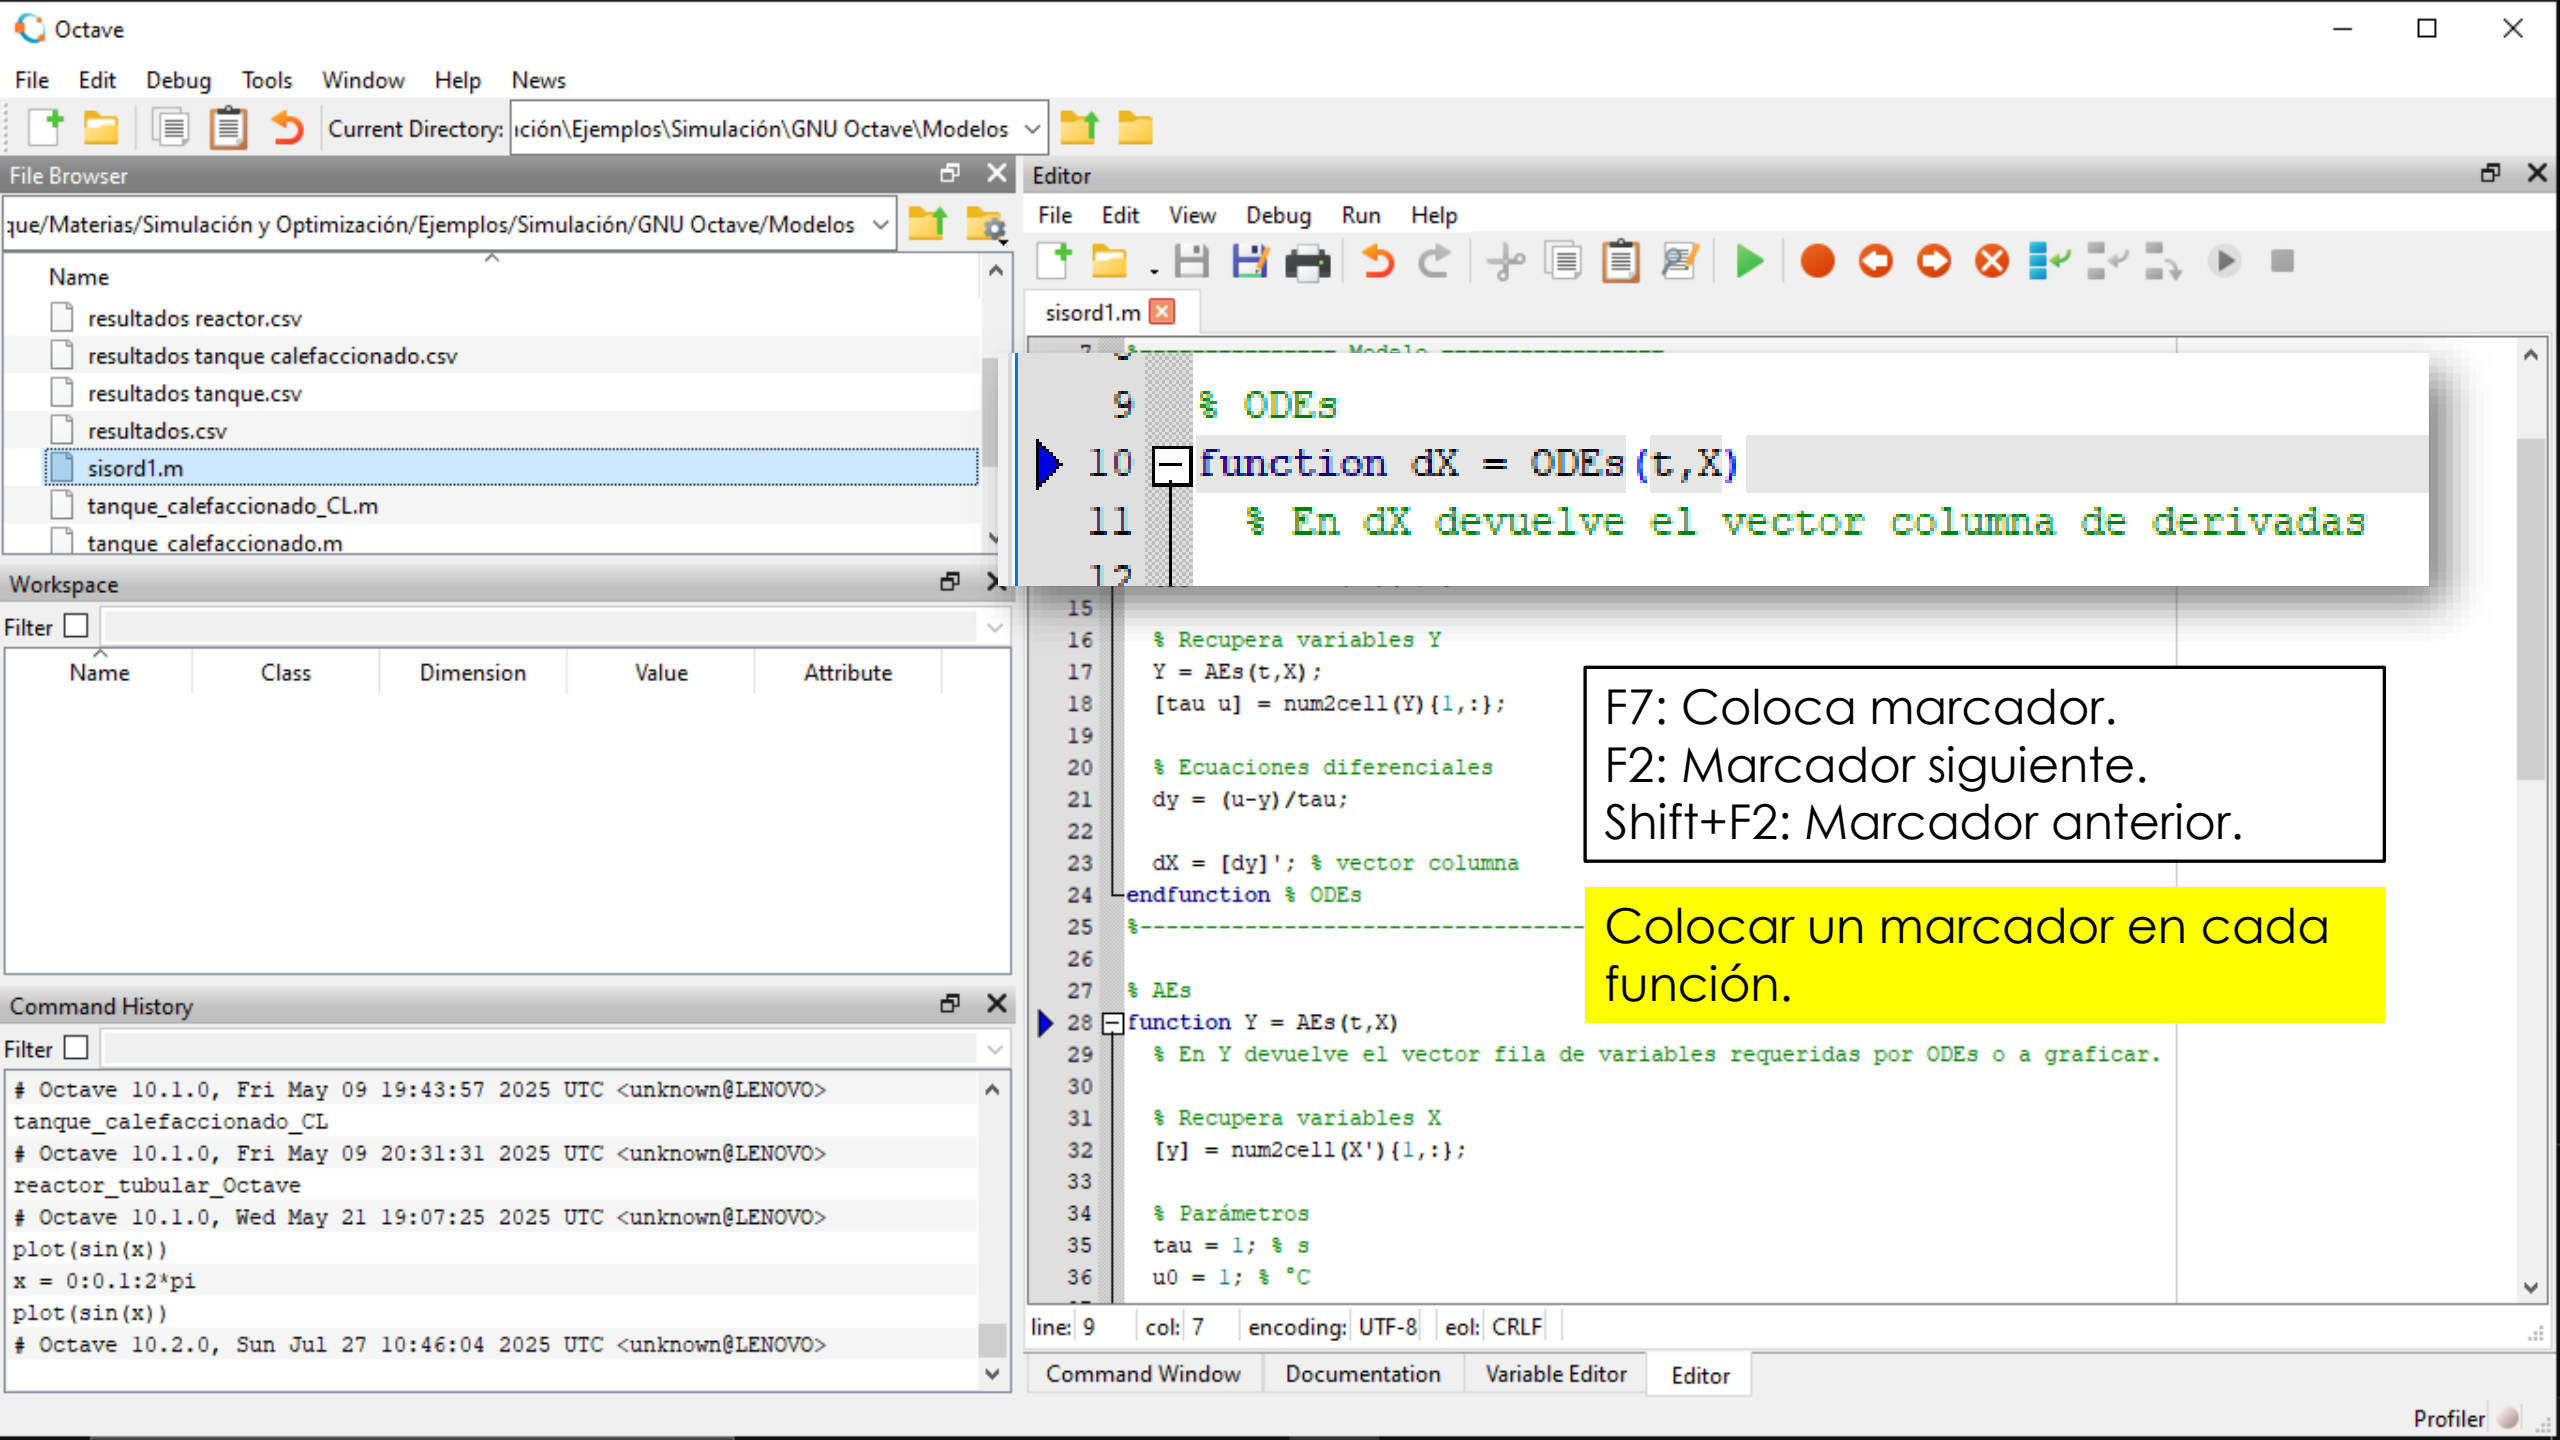 Octave
File Edit Debug Tools Window Help News
Current Directory: ıción\Ejemplos\Simulación\GNU Octave\Modelos
File Browser
que/Materias/Simulación y Optimización/Ejemplos/Simulación/GNU Octave/Modelos
Name
resultados reactor.csv
resultados tanque calefaccionado.csv
resultados tanque.csv
resultados.csv
sisord1.m
tanque_calefaccionado_CL.m
tanque calefaccionado.m
Workspace
Filter
Name Class Dimension Value Attribute
Command History
Filter
# Octave 10.1.0, Fri May 09 19:43:57 2025 UTC <unknown@LENOVO>
tanque_calefaccionado_CL
# Octave 10.1.0, Fri May 09 20:31:31 2025 UTC <unknown@LENOVO>
reactor_tubular_Octave
# Octave 10.1.0, Wed May 21 19:07:25 2025 UTC <unknown@LENOVO>
plot(sin(x))
x = 0:0.1:2*pi
plot(sin(x))
# Octave 10.2.0, Sun Jul 27 10:46:04 2025 UTC <unknown@LENOVO>
Editor
File Edit View Debug Run Help
sisord1.m
7 %--------------- Modelo -----------------
9 % ODEs
10 function dX = ODEs(t,X)
11 % En dX devuelve el vector columna de derivadas
12
15
16 % Recupera variables Y
17 Y = AEs(t,X);
18 [tau u] = num2cell(Y){1,:};
19
20 % Ecuaciones diferenciales
21 dy = (u-y)/tau;
22
23 dX = [dy]'; % vector columna
24 endfunction % ODEs
25 %----------------------------------
26
27 % AEs
28 function Y = AEs(t,X)
29 % En Y devuelve el vector fila de variables requeridas por ODEs o a graficar.
30
31 % Recupera variables X
32 [y] = num2cell(X'){1,:};
33
34 % Parámetros
35 tau = 1; % s
36 u0 = 1; % °C
F7: Coloca marcador.
F2: Marcador siguiente.
Shift+F2: Marcador anterior.
Colocar un marcador en cada
función.
line: 9 col: 7 encoding: UTF-8 eol: CRLF
Command Window Documentation Variable Editor Editor
Profiler